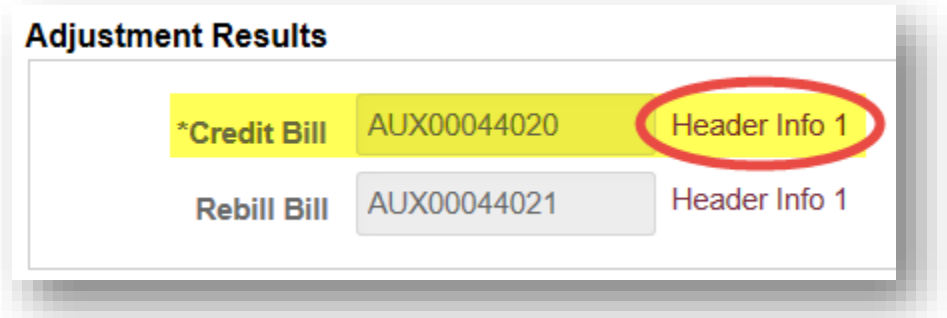 Adjustment Results
*Credit Bill AUX00044020 Header Info 1
Rebill Bill AUX00044021 Header Info 1